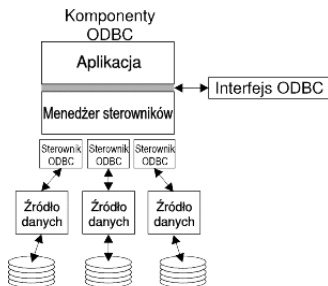 Komponenty
ODBC
Aplikacja
Interfejs ODBC
Menedżer sterowników
Sterownik
ODBC
Sterownik
ODBC
Sterownik
ODBC
Źródło
danych
Źródło
danych
Źródło
danych